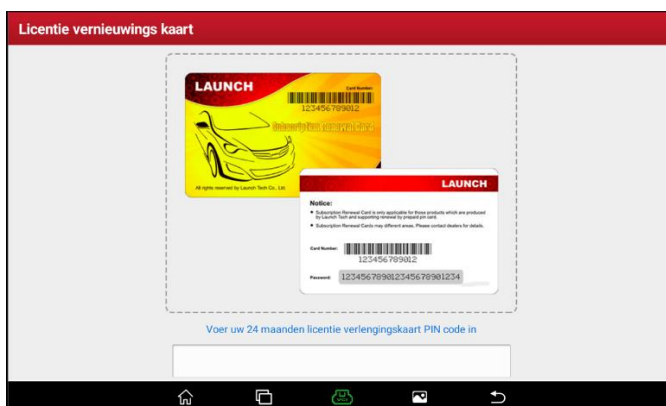 Licentie vernieuwings kaart
LAUNCH
Card Number
123456789012
Subscription Renewal Card
All rights reserved by Launch Tech Co., Ltd.
LAUNCH
Notice:
• Subscription Renewal Card is only applicable for those products which are produced
by Launch Tech and supporting renewal by prepaid pin card.
• Subscription Renewal Cards may different areas. Please contact dealers for details.
Card Number:
123456789012
Password:
123456789012345678901234
Voer uw 24 maanden licentie verlengingskaart PIN code in
VCI